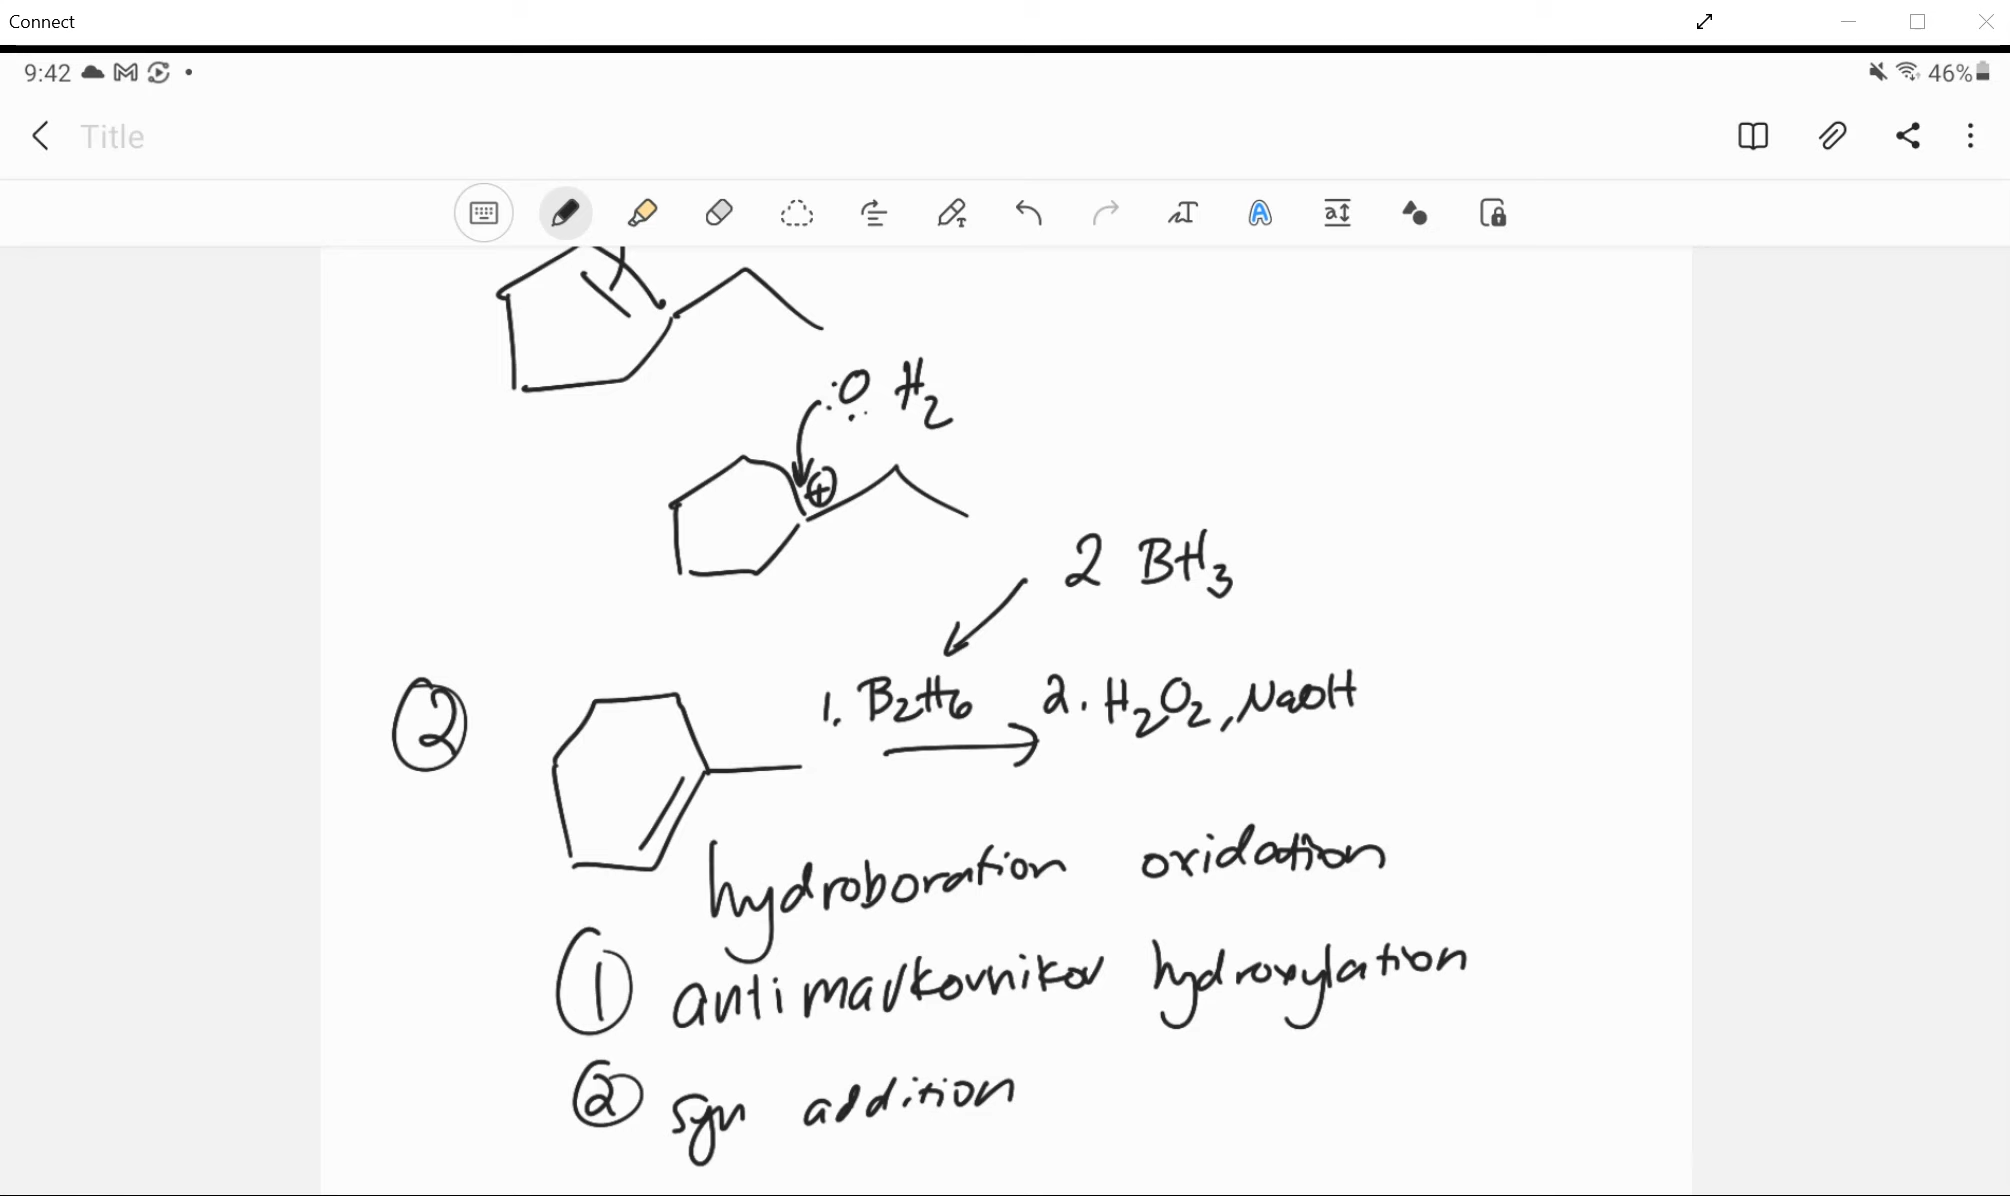 Connect
9:42
46%
Title
:O H2
+
2 BH3
2
1. B2H6 2. H2O2, NaOH
hydroboration oxidation
1 antimarkovnikov hydroxylation
2 syn addition